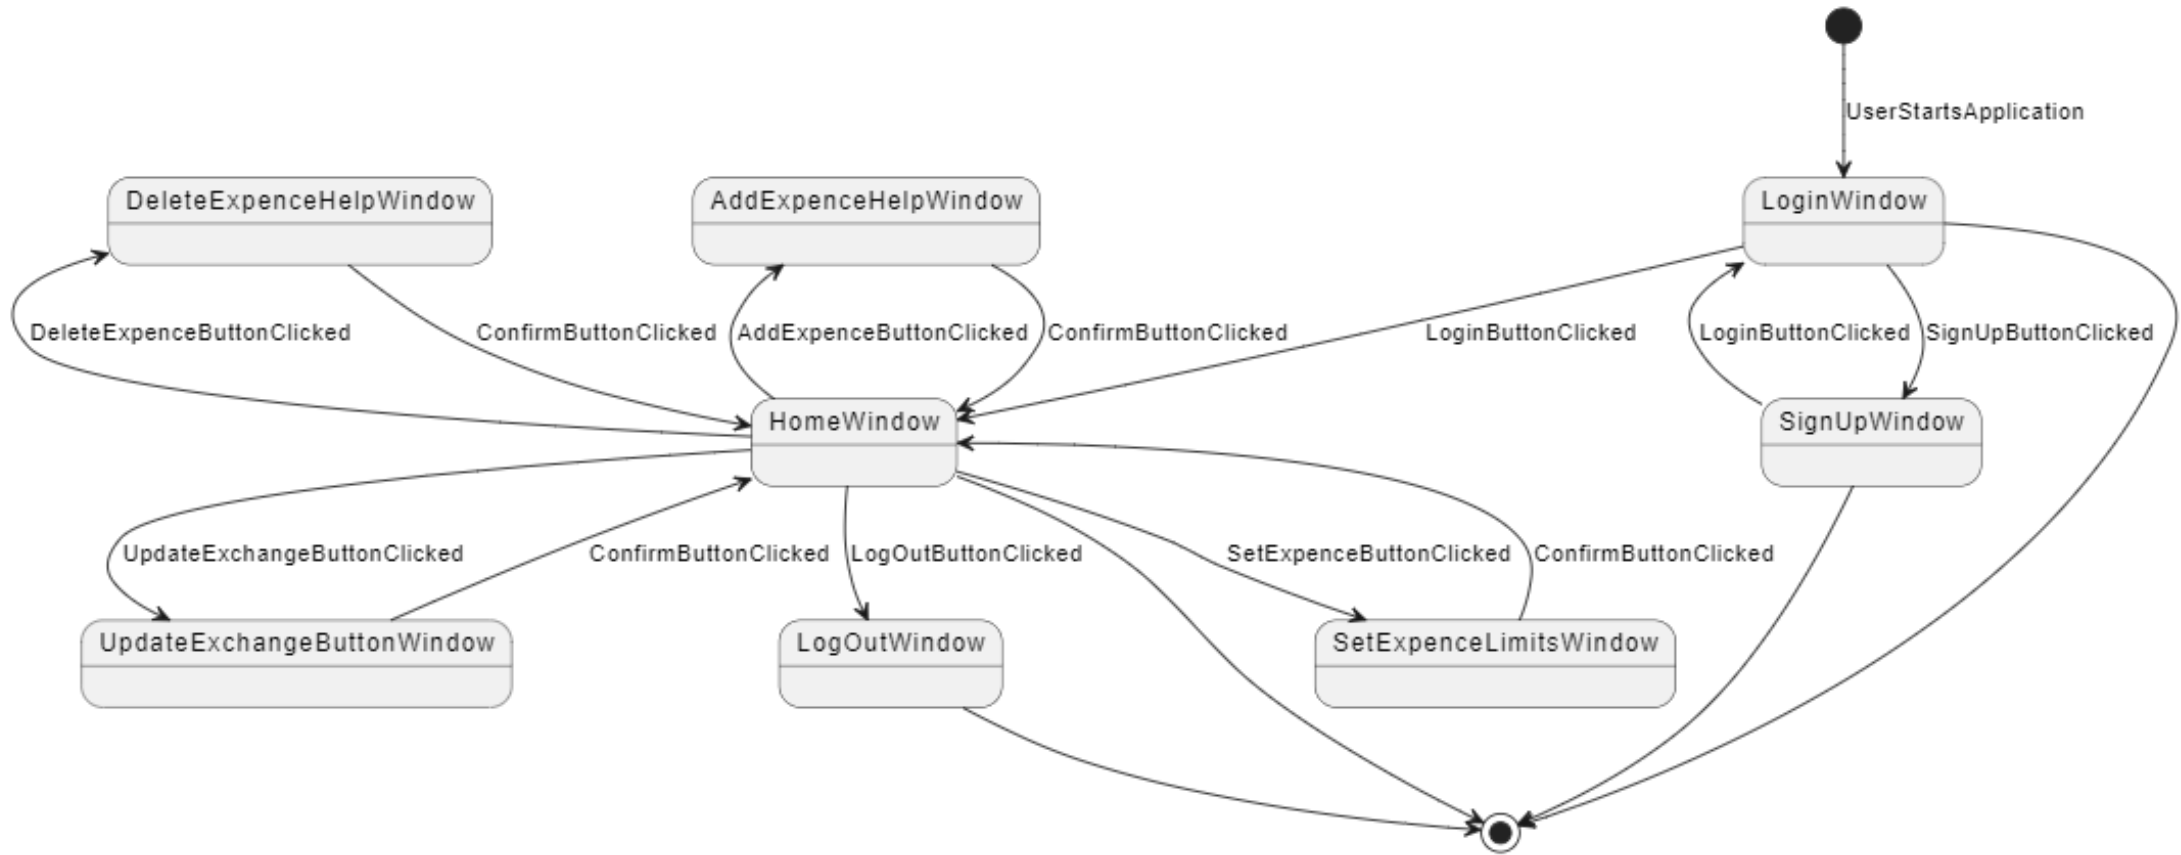 UserStartsApplication
DeleteExpenceHelpWindow
AddExpenceHelpWindow
LoginWindow
DeleteExpenceButtonClicked
ConfirmButtonClicked
AddExpenceButtonClicked
ConfirmButtonClicked
LoginButtonClicked
LoginButtonClicked
SignUpButtonClicked
HomeWindow
SignUpWindow
UpdateExchangeButtonClicked
ConfirmButtonClicked
LogOutButtonClicked
SetExpenceButtonClicked
ConfirmButtonClicked
UpdateExchangeButtonWindow
LogOutWindow
SetExpenceLimitsWindow